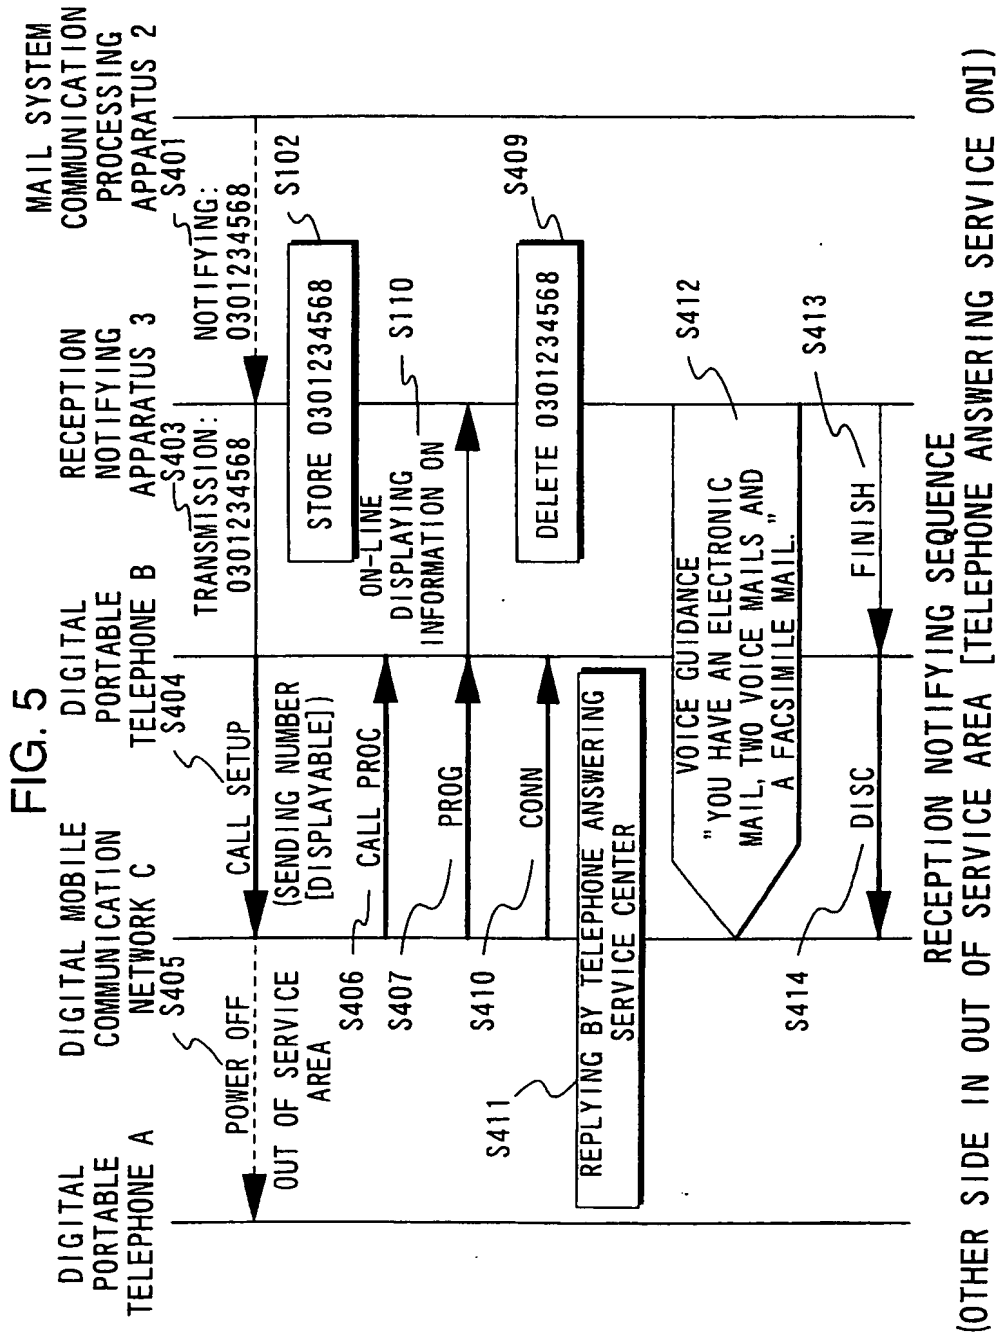 FIG. 5
DIGITAL
PORTABLE
TELEPHONE A
DIGITAL MOBILE
COMMUNICATION
NETWORK C
DIGITAL
PORTABLE
TELEPHONE B
RECEPTION
NOTIFYING
APPARATUS 3
MAIL SYSTEM
COMMUNICATION
PROCESSING
APPARATUS 2
S405
S404
S403
S401
POWER OFF
CALL SETUP
TRANSMISSION:
0301234568
NOTIFYING:
0301234568
OUT OF SERVICE
AREA
(SENDING NUMBER
[DISPLAYABLE])
STORE 0301234568
S102
S406
CALL PROC
ON-LINE
DISPLAYING
INFORMATION ON
S110
S407
PROG
S410
CONN
DELETE 0301234568
S409
S411
REPLYING BY TELEPHONE ANSWERING
SERVICE CENTER
VOICE GUIDANCE
"YOU HAVE AN ELECTRONIC
MAIL, TWO VOICE MAILS AND
A FACSIMILE MAIL."
S412
S414
DISC
FINISH
S413
RECEPTION NOTIFYING SEQUENCE
(OTHER SIDE IN OUT OF SERVICE AREA [TELEPHONE ANSWERING SERVICE ON])